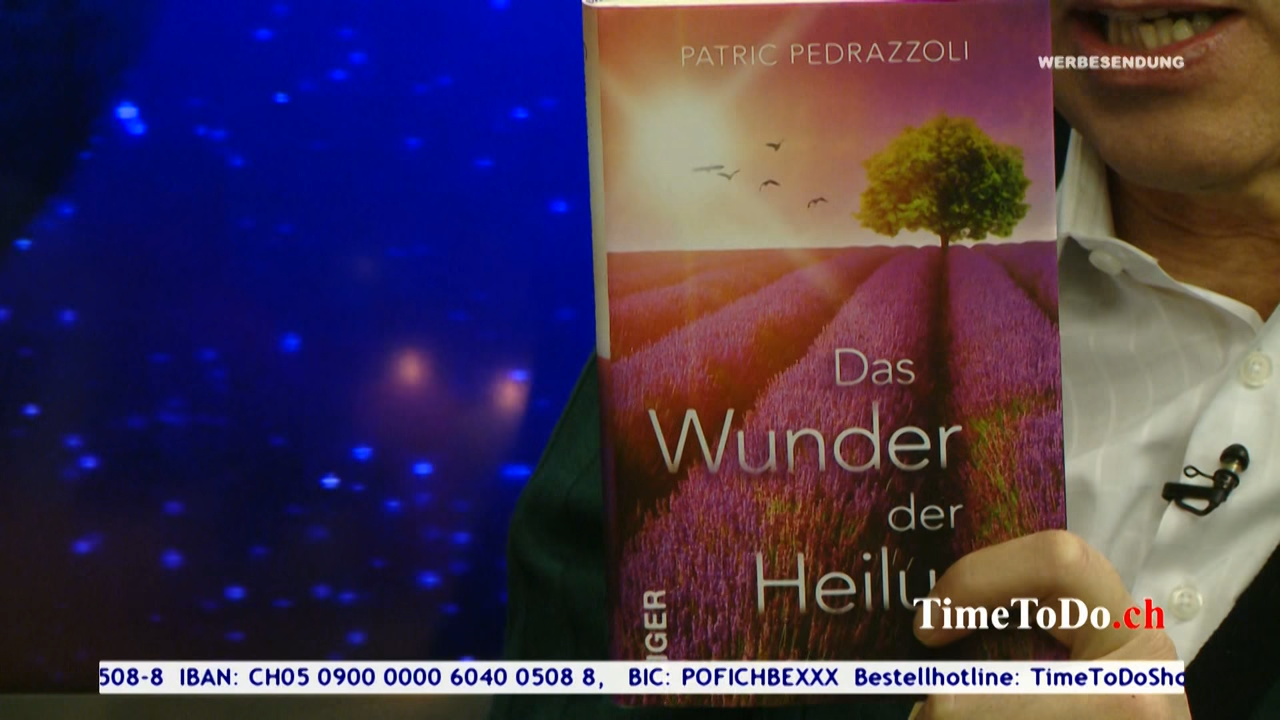 PATRIC PEDRAZZOLI
WERBESENDUNG
Das
Wunder
der
Heilu
IGER
TimeToDo.ch
508-8 IBAN: CH05 0900 0000 6040 0508 8, BIC: POFICHBEXXX Bestellhotline: TimeToDoSho